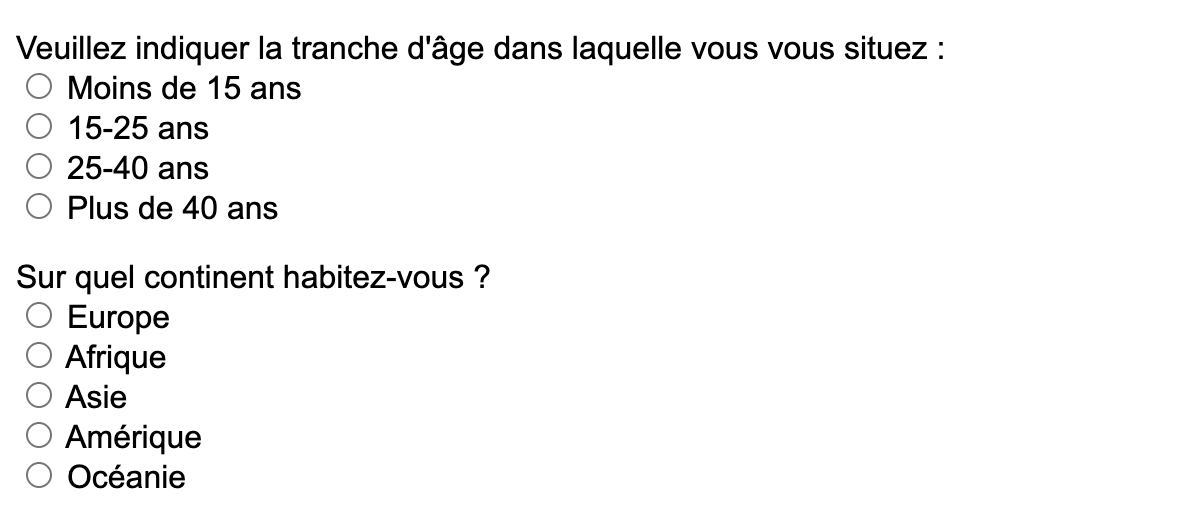 Veuillez indiquer la tranche d'âge dans laquelle vous vous situez :
Moins de 15 ans
15-25 ans
25-40 ans
Plus de 40 ans
Sur quel continent habitez-vous ?
Europe
Afrique
Asie
Amérique
Océanie